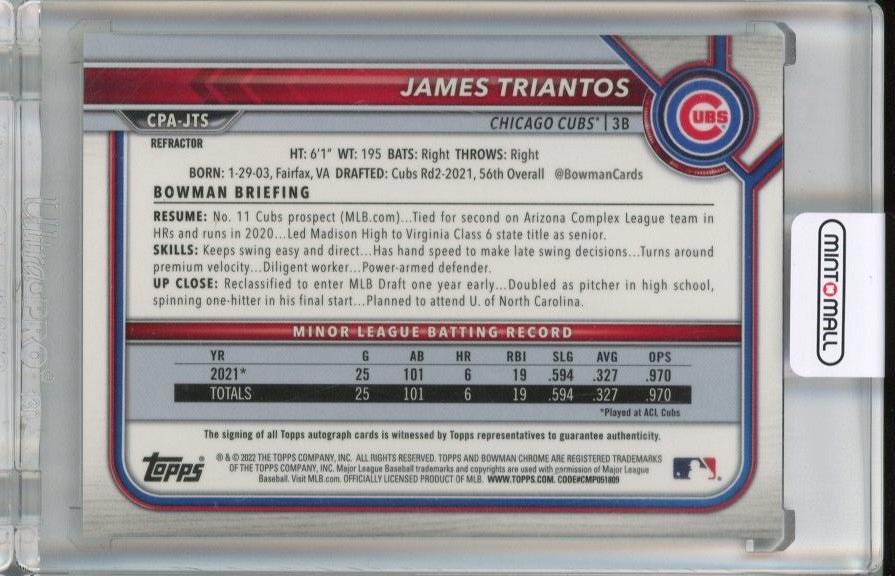 JAMES TRIANTOS
CPA-JTS
CHICAGO CUBS® | 3B
CUBS
REFRACTOR
HT: 6'1" WT: 195 BATS: Right THROWS: Right
BORN: 1-29-03, Fairfax, VA DRAFTED: Cubs Rd2-2021, 56th Overall @BowmanCards
BOWMAN BRIEFING
RESUME: No. 11 Cubs prospect (MLB.com)...Tied for second on Arizona Complex League team in
HRs and runs in 2020...Led Madison High to Virginia Class 6 state title as senior.
SKILLS: Keeps swing easy and direct...Has hand speed to make late swing decisions...Turns around
premium velocity...Diligent worker...Power-armed defender.
UP CLOSE: Reclassified to enter MLB Draft one year early...Doubled as pitcher in high school,
spinning one-hitter in his final start...Planned to attend U. of North Carolina.
MINOR LEAGUE BATTING RECORD
YR G AB HR RBI SLG AVG OPS
2021* 25 101 6 19 .594 .327 .970
TOTALS 25 101 6 19 .594 .327 .970
*Played at ACL Cubs
The signing of all Topps autograph cards is witnessed by Topps representatives to guarantee authenticity.
Topps
® & © 2022 THE TOPPS COMPANY, INC. ALL RIGHTS RESERVED. TOPPS AND BOWMAN CHROME ARE REGISTERED TRADEMARKS
OF THE TOPPS COMPANY, INC. Major League Baseball trademarks and copyrights are used with permission of Major League
Baseball. Visit MLB.com. OFFICIALLY LICENSED PRODUCT OF MLB. WWW.TOPPS.COM. CODE#CMP051809
MINT MALL
Ultra PRO